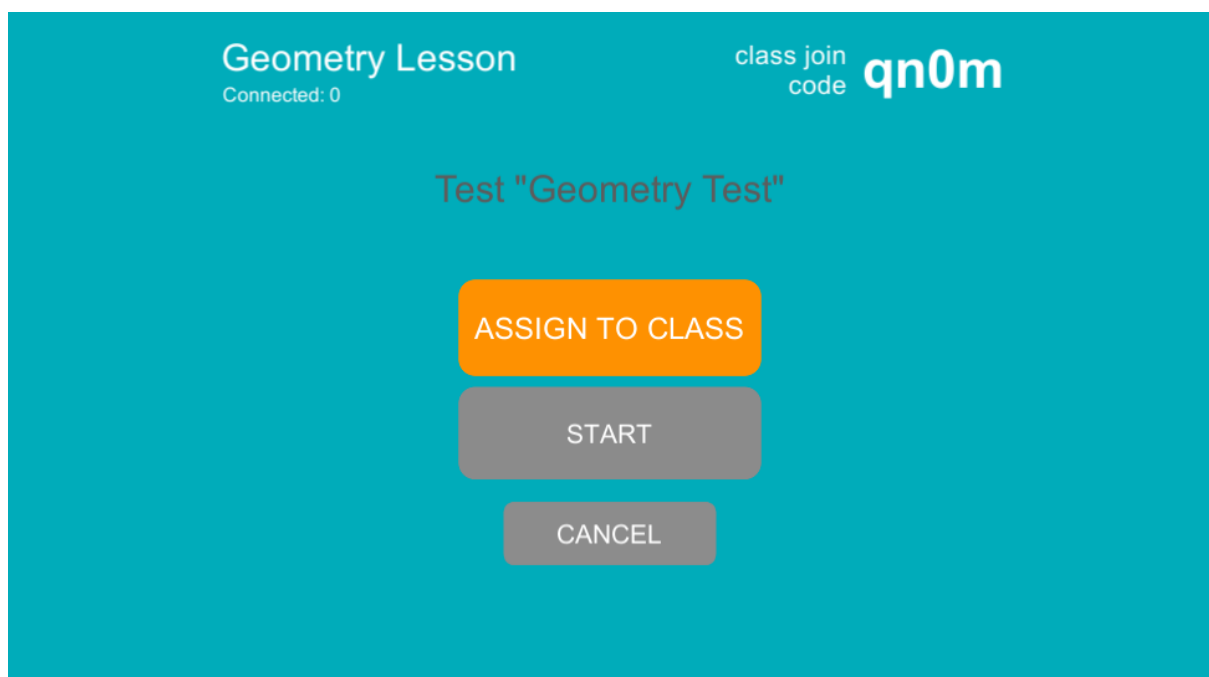 Geometry Lesson
Connected: 0
class join
code
qn0m
Test "Geometry Test"
ASSIGN TO CLASS
START
CANCEL